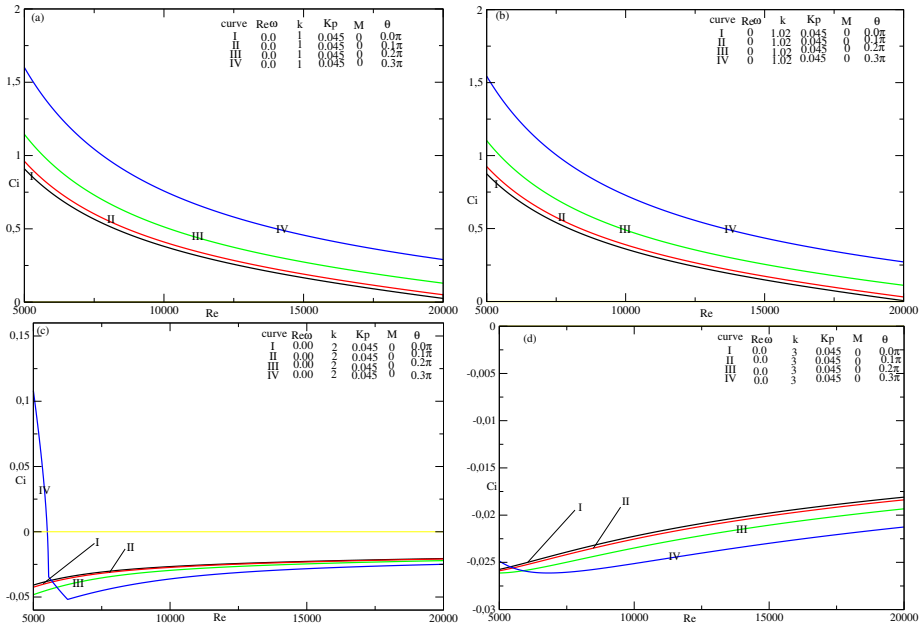 (a)
curve Reω k Kp M θ
I 0.0 1 0.045 0 0.0π
II 0.0 1 0.045 0 0.1π
III 0.0 1 0.045 0 0.2π
IV 0.0 1 0.045 0 0.3π
2
1,5
1
0,5
0
Ci
I
II
III
IV
5000 10000 15000 20000
Re
(b)
curve Reω k Kp M θ
I 0 1.02 0.045 0 0.0π
II 0 1.02 0.045 0 0.1π
III 0 1.02 0.045 0 0.2π
IV 0 1.02 0.045 0 0.3π
2
1,5
1
0,5
0
Ci
I
II
III
IV
5000 10000 15000 20000
Re
(c)
curve Reω k Kp M θ
I 0.00 2 0.045 0 0.0π
II 0.00 2 0.045 0 0.1π
III 0.00 2 0.045 0 0.2π
IV 0.00 2 0.045 0 0.3π
0,15
0,1
0,05
0
-0,05
Ci
IV
I
II
III
5000 10000 15000 20000
Re
(d)
curve Reω k Kp M θ
I 0.0 3 0.045 0 0.0π
II 0.0 3 0.045 0 0.1π
III 0.0 3 0.045 0 0.2π
IV 0.0 3 0.045 0 0.3π
0
-0,005
-0,01
-0,015
-0,02
-0,025
-0,03
Ci
I
II
III
IV
5000 10000 15000 20000
Re